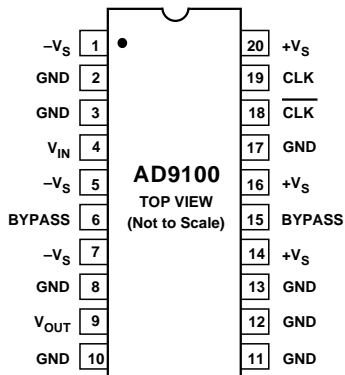 –VS 1 20 +VS
GND 2 19 CLK
GND 3 18 CLK
VIN 4 17 GND
–VS 5 AD9100 16 +VS
TOP VIEW
BYPASS 6 (Not to Scale) 15 BYPASS
–VS 7 14 +VS
GND 8 13 GND
VOUT 9 12 GND
GND 10 11 GND